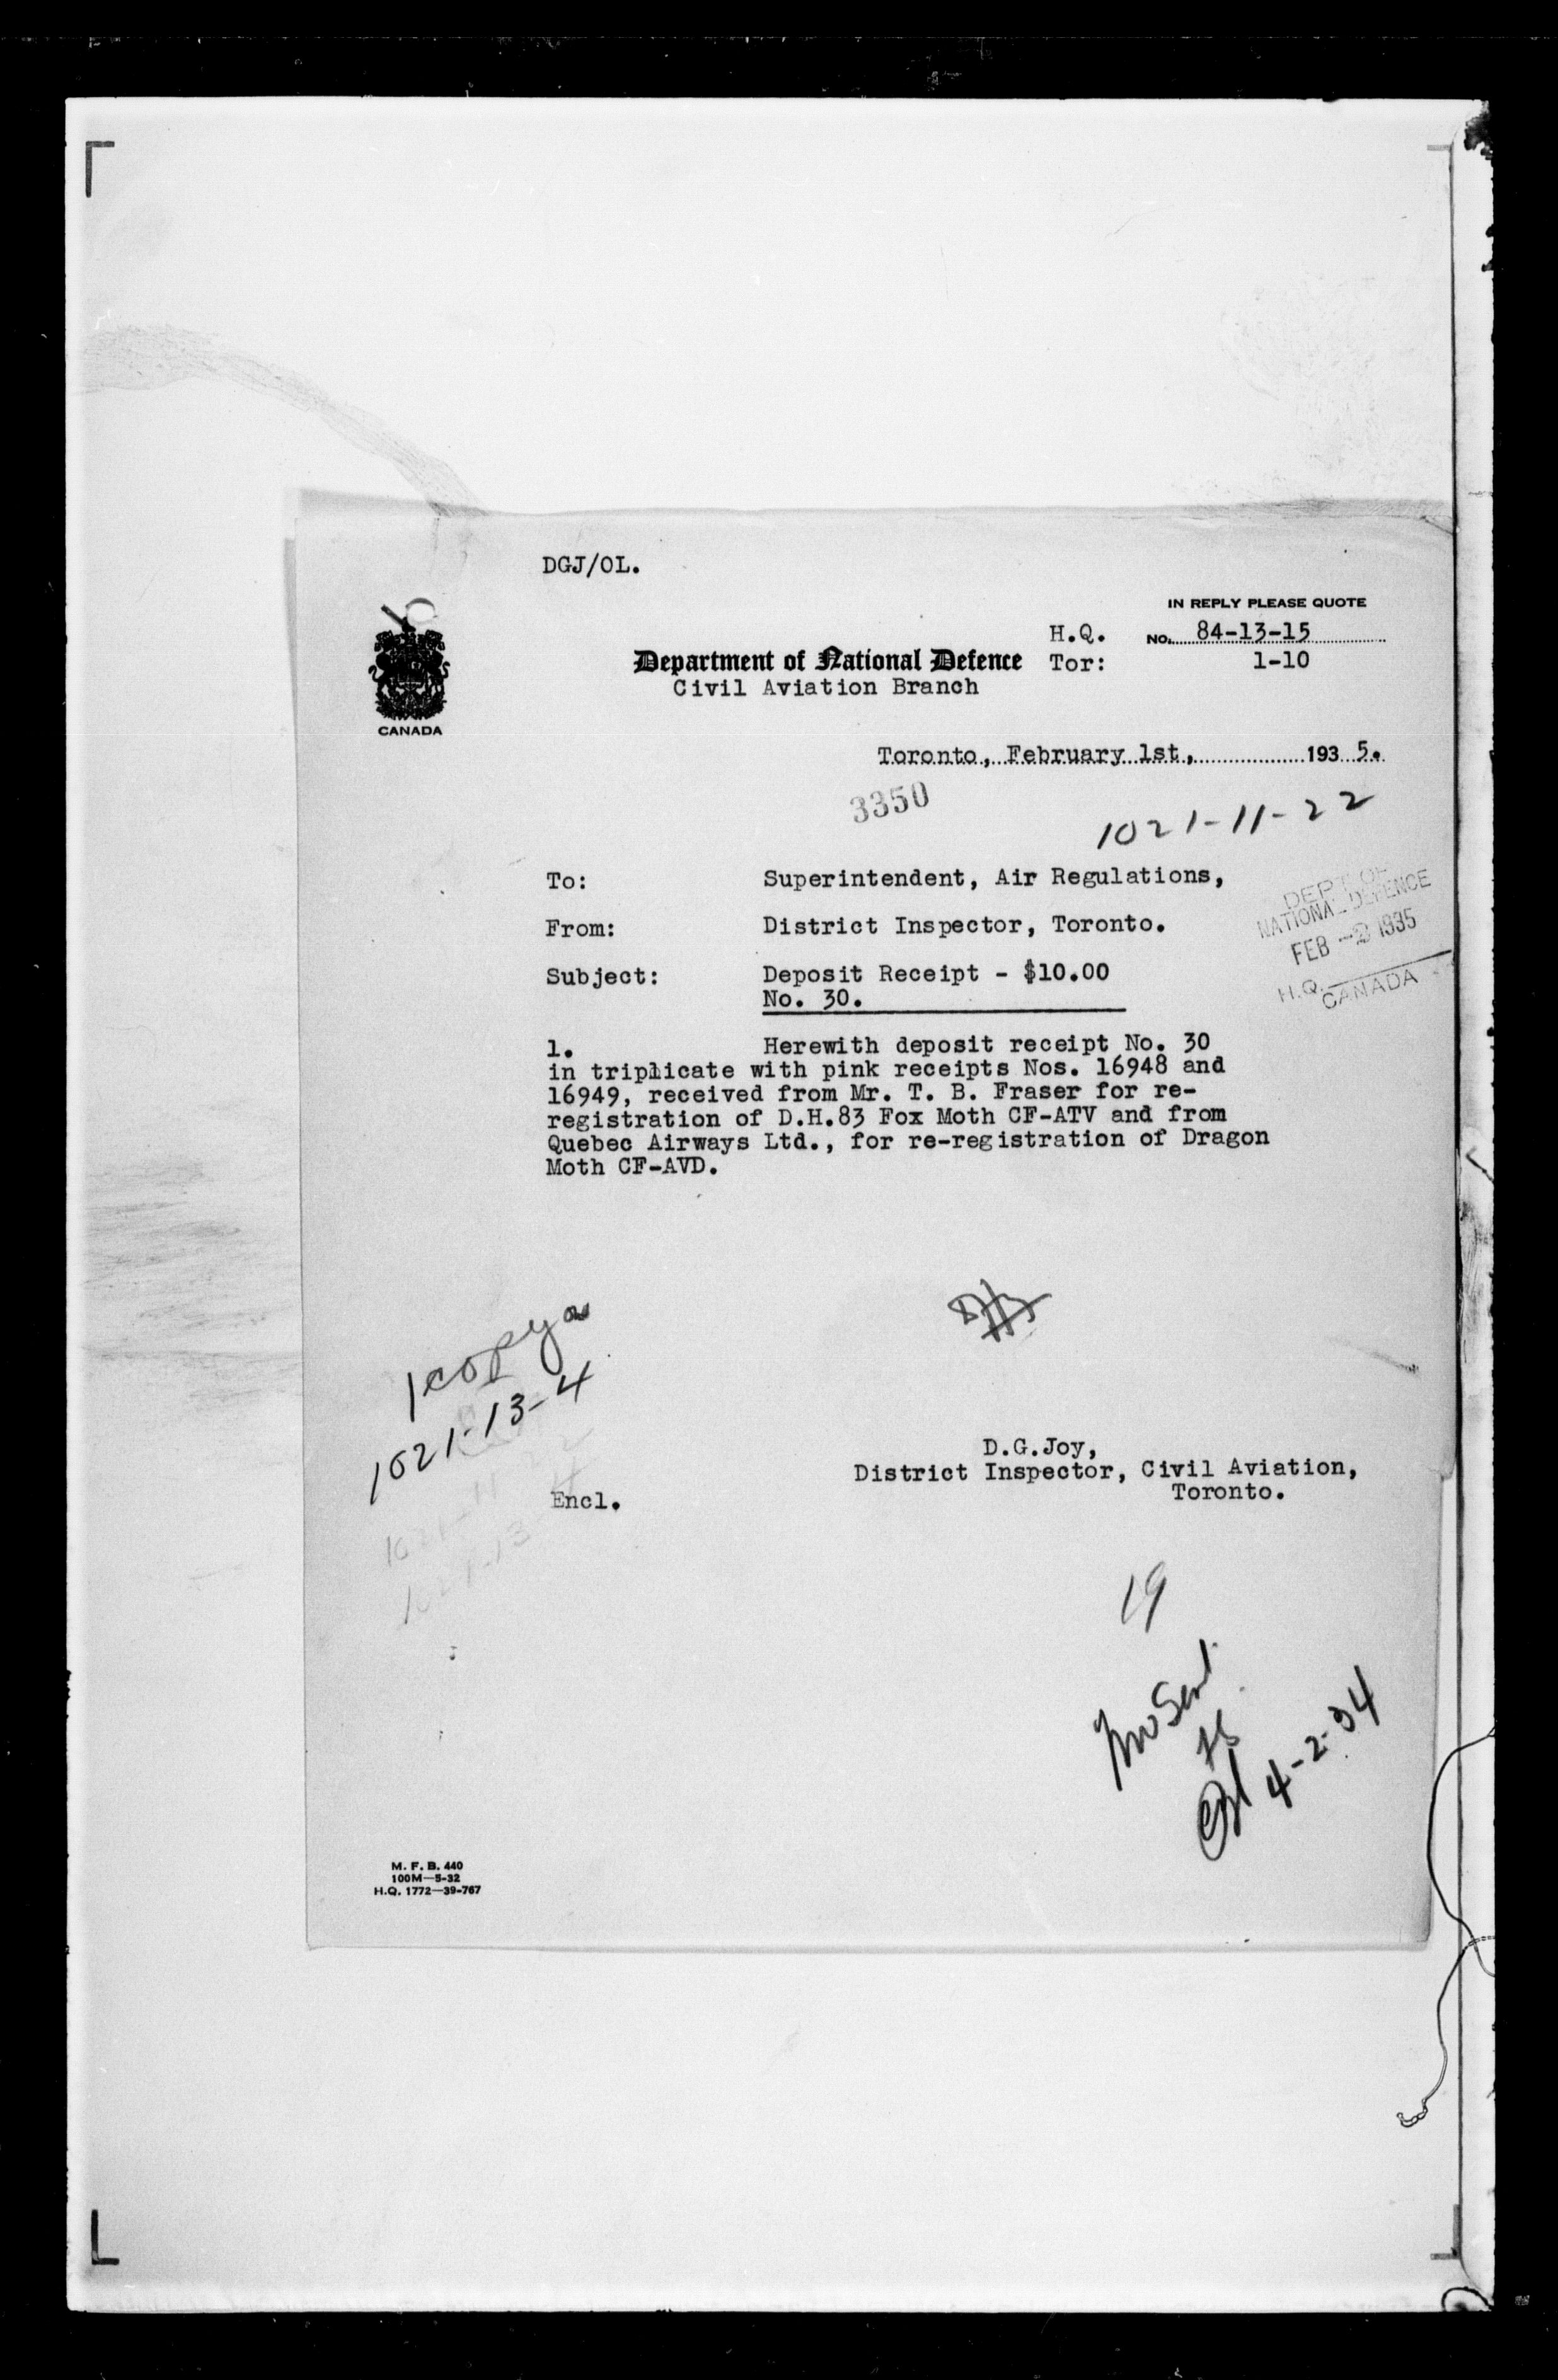 DGJ/OL.
IN REPLY PLEASE QUOTE
H.Q. No. 84-13-15
Department of National Defence Tor: 1-10
Civil Aviation Branch
CANADA
Toronto, February 1st, 193 5.
3350
1021-11-22
To: Superintendent, Air Regulations,
DEPT OF
NATIONAL DEFENCE
FEB -2 1935
H.Q. CANADA
From: District Inspector, Toronto.
Subject: Deposit Receipt - $10.00
No. 30.
1. Herewith deposit receipt No. 30
in triplicate with pink receipts Nos. 16948 and
16949, received from Mr. T. B. Fraser for re-
registration of D.H.83 Fox Moth CF-ATV and from
Quebec Airways Ltd., for re-registration of Dragon
Moth CF-AVD.
1 copy on
1021-13-4
D.G.Joy,
District Inspector, Civil Aviation,
Toronto.
1021-11-22
Encl.
1021-13
19
4-2-34
M. F. B. 440
100M—5-32
H.Q. 1772—39-767